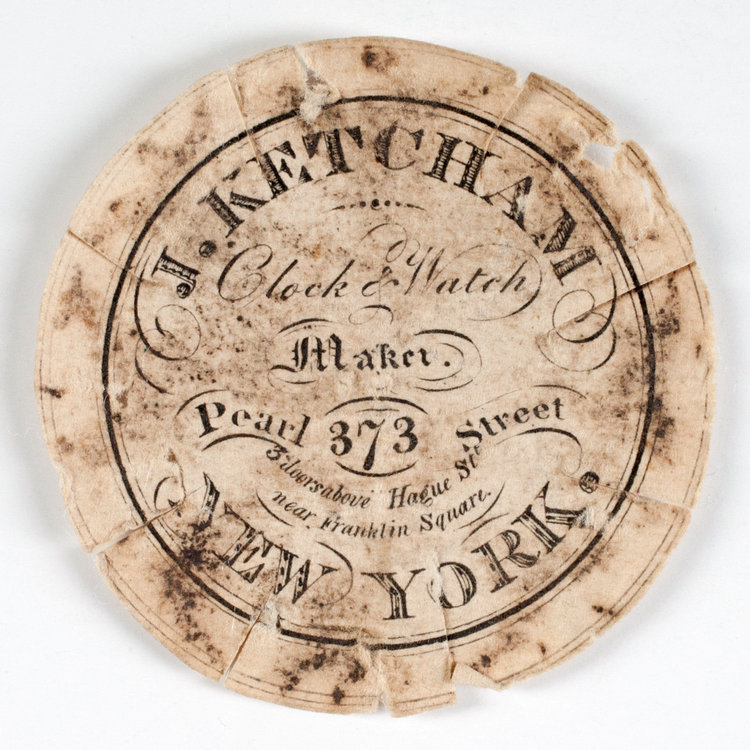 J. KETCHAM
Clock & Watch
Maker.
Pearl 373 Street
3 doors above Hague St.
near Franklin Square.
NEW YORK.